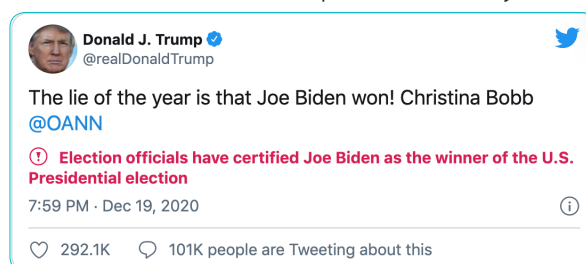 Donald J. Trump
@realDonaldTrump
The lie of the year is that Joe Biden won! Christina Bobb
@OANN
Election officials have certified Joe Biden as the winner of the U.S.
Presidential election
7:59 PM · Dec 19, 2020
292.1K 101K people are Tweeting about this